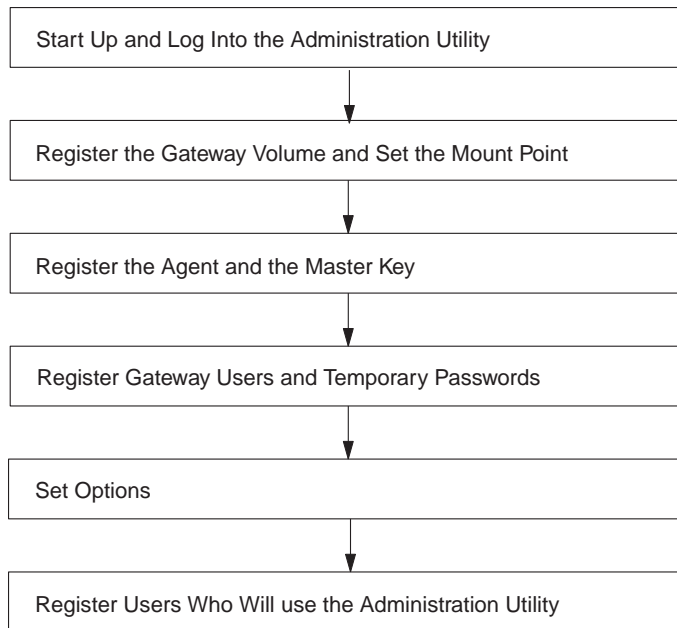 Start Up and Log Into the Administration Utility
Register the Gateway Volume and Set the Mount Point
Register the Agent and the Master Key
Register Gateway Users and Temporary Passwords
Set Options
Register Users Who Will use the Administration Utility